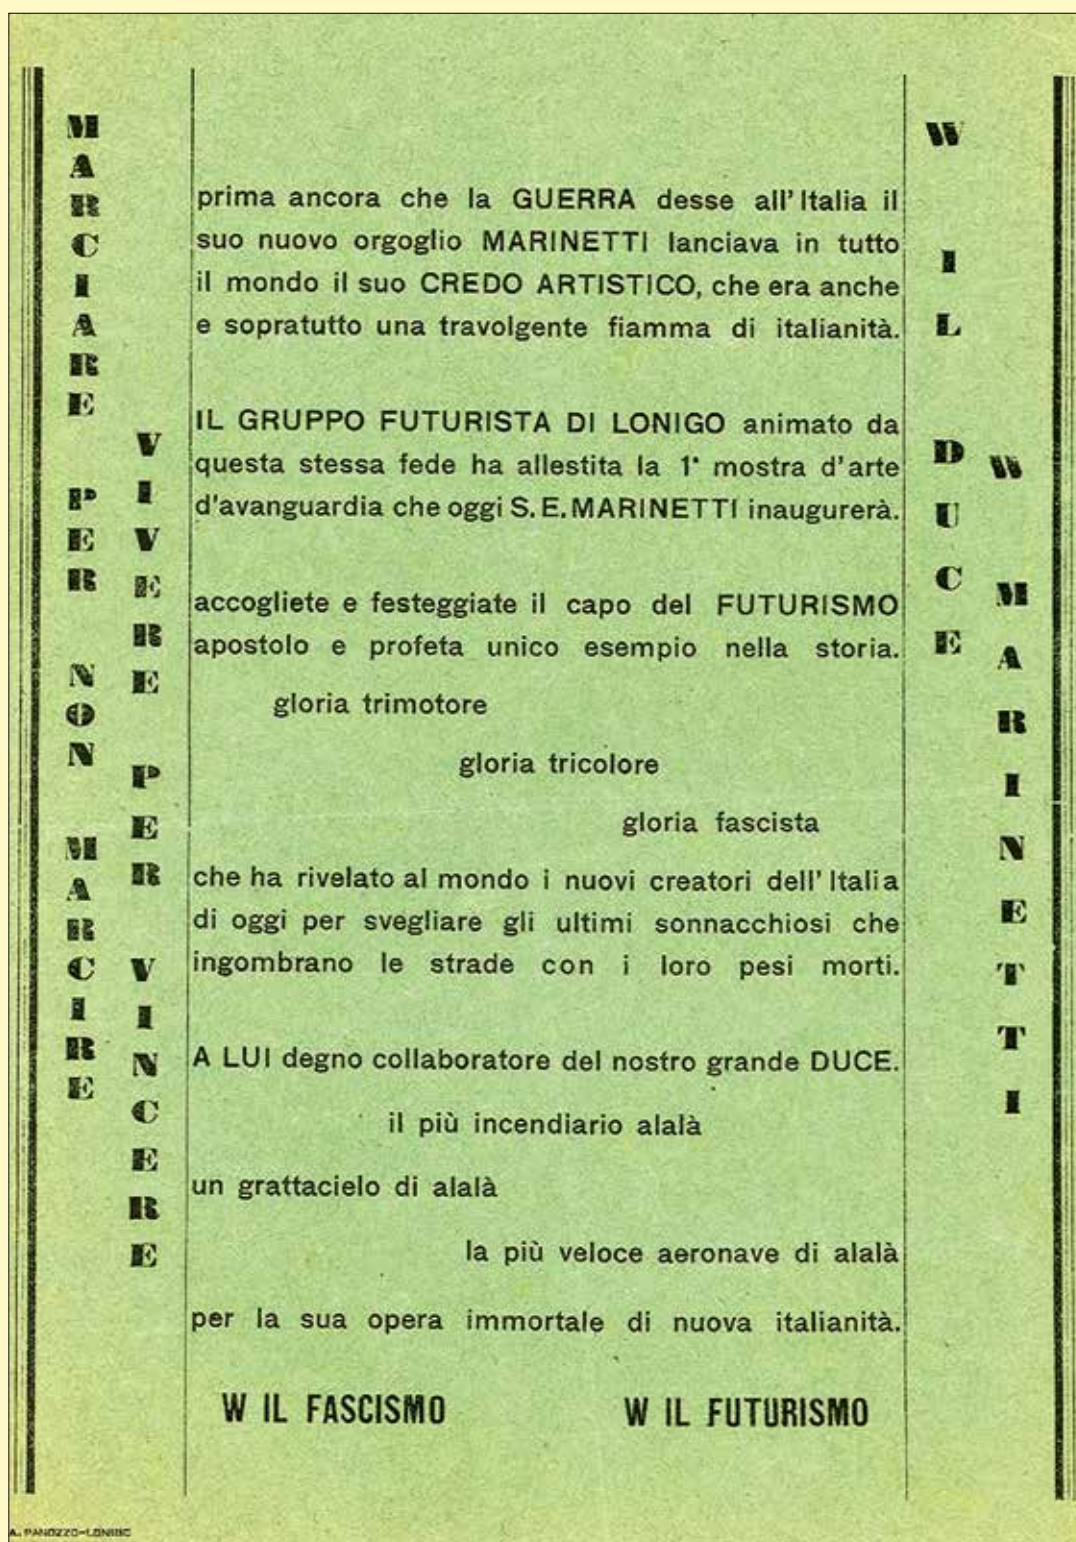 MARCIARE PER NON MARCIRE
VIVERE PER VINCERE
prima ancora che la GUERRA desse all'Italia il
suo nuovo orgoglio MARINETTI lanciava in tutto
il mondo il suo CREDO ARTISTICO, che era anche
e sopratutto una travolgente fiamma di italianità.
IL GRUPPO FUTURISTA DI LONIGO animato da
questa stessa fede ha allestita la 1ª mostra d'arte
d'avanguardia che oggi S. E. MARINETTI inaugurerà.
accogliete e festeggiate il capo del FUTURISMO
apostolo e profeta unico esempio nella storia.
gloria trimotore
gloria tricolore
gloria fascista
che ha rivelato al mondo i nuovi creatori dell'Italia
di oggi per svegliare gli ultimi sonnacchiosi che
ingombrano le strade con i loro pesi morti.
A LUI degno collaboratore del nostro grande DUCE.
il più incendiario alalà
un grattacielo di alalà
la più veloce aeronave di alalà
per la sua opera immortale di nuova italianità.
W IL FASCISMO W IL FUTURISMO
W IL DUCE
W MARINETTI
A. PANOZZO-LONIGO